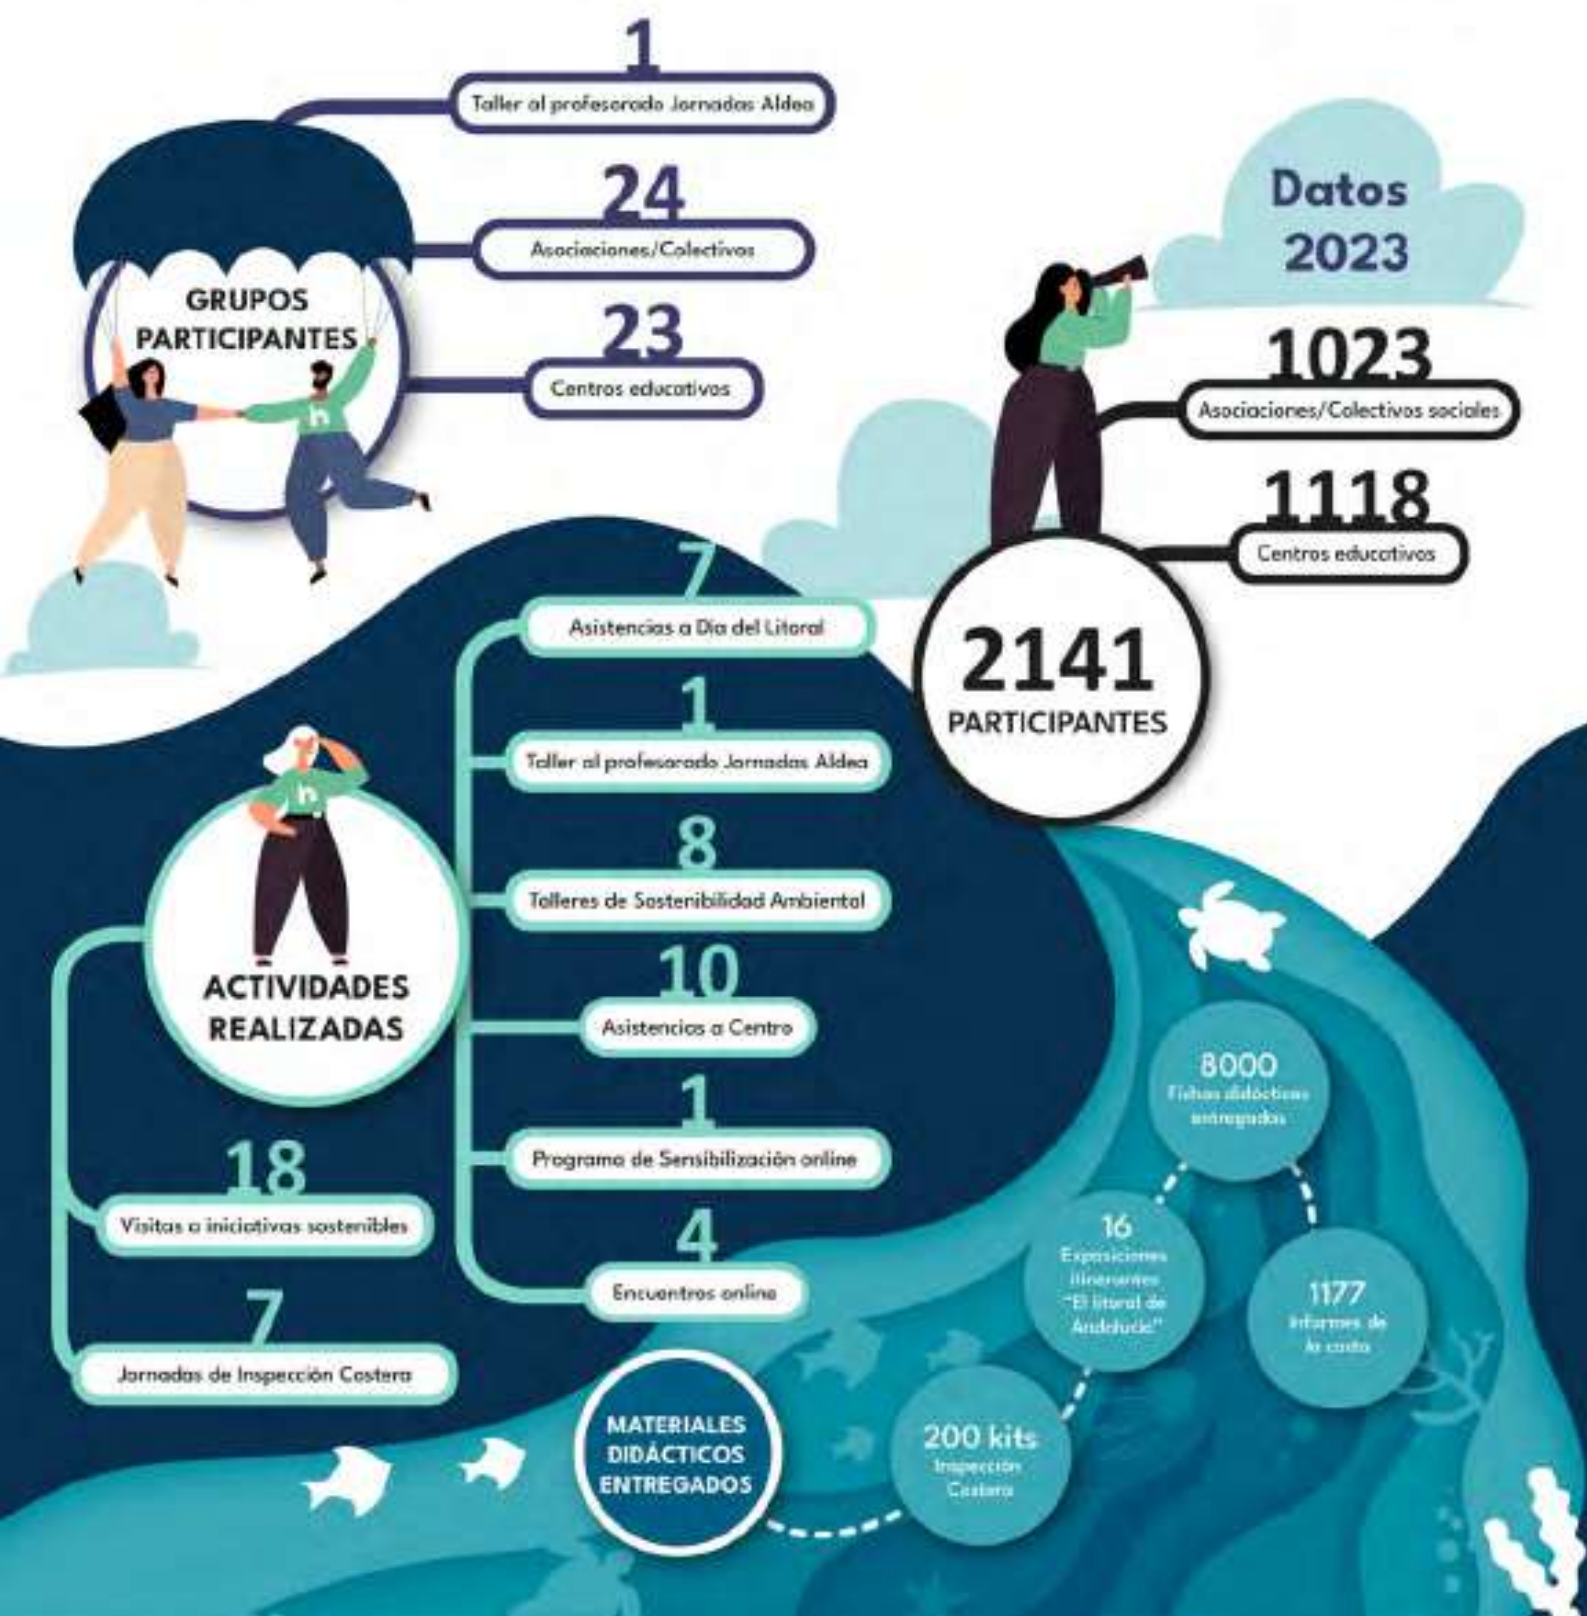 1
Taller al profesorado Jornadas Aldea
24
Asociaciones/Colectivos
23
Centros educativos
GRUPOS
PARTICIPANTES
h
Datos
2023
1023
Asociaciones/Colectivos sociales
1118
Centros educativos
2141
PARTICIPANTES
7
Asistencias a Dia del Litoral
1
Taller al profesorado Jornadas Aldea
8
Talleres de Sostenibilidad Ambiental
10
Asistencias a Centro
1
Programa de Sensibilización online
4
Encuentros online
h
ACTIVIDADES
REALIZADAS
18
Visitas a iniciativas sostenibles
7
Jornadas de Inspección Costera
MATERIALES
DIDÁCTICOS
ENTREGADOS
200 kits
Inspección
Costera
16
Exposiciones
itinerantes
"El litoral de
Andalucía"
8000
Fichas didácticas
entregadas
1177
Informes de
la costa